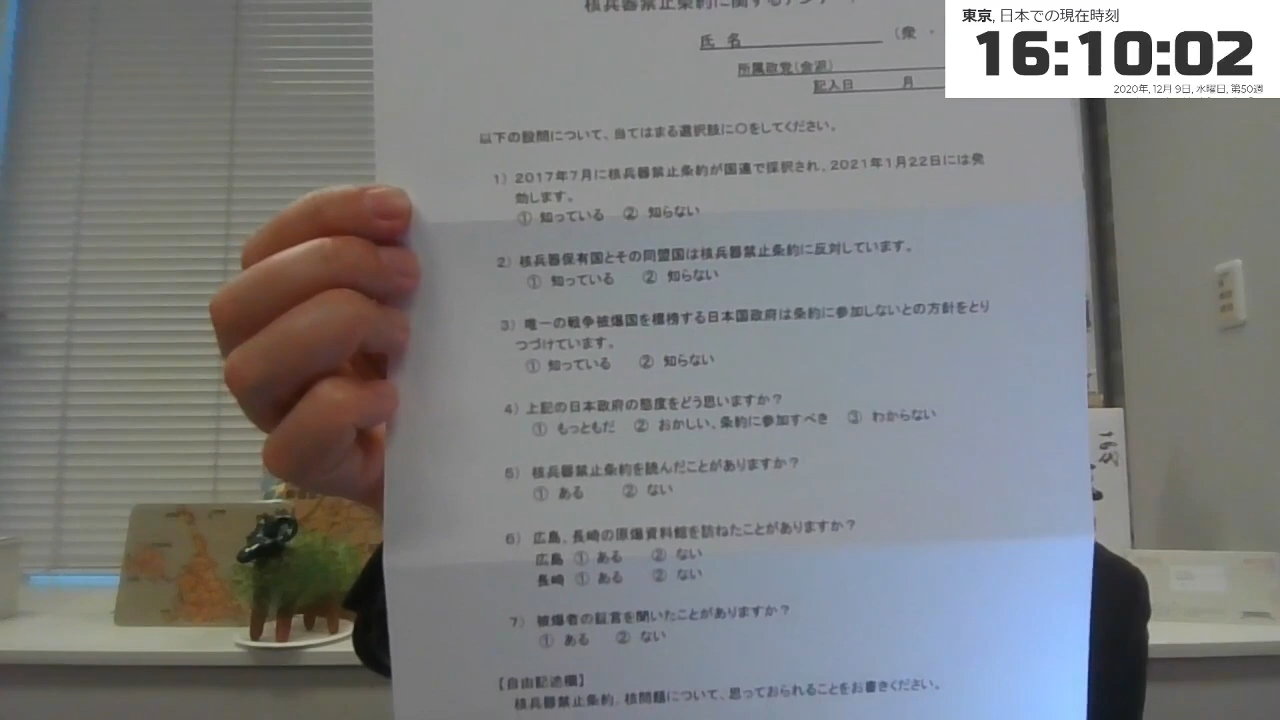 核兵器禁止条約に関するアンケート
東京, 日本での現在時刻
16:10:02
2020年, 12月 9日, 水曜日, 第50週
氏 名
(衆 ・
所属政党(会派)
記入日 月
以下の設問について、当てはまる選択肢に○をしてください。
1) 2017年7月に核兵器禁止条約が国連で採択され、2021年1月22日には発
効します。
① 知っている ② 知らない
2) 核兵器保有国とその同盟国は核兵器禁止条約に反対しています。
① 知っている ② 知らない
3) 唯一の戦争被爆国を標榜する日本国政府は条約に参加しないとの方針をとり
つづけています。
① 知っている ② 知らない
4) 上記の日本政府の態度をどう思いますか?
① もっともだ ② おかしい、条約に参加すべき ③ わからない
5) 核兵器禁止条約を読んだことがありますか?
① ある ② ない
6) 広島、長崎の原爆資料館を訪ねたことがありますか?
広島 ① ある ② ない
長崎 ① ある ② ない
7) 被爆者の証言を聞いたことがありますか?
① ある ② ない
【自由記述欄】
核兵器禁止条約、核問題について、思っておられることをお書きください。